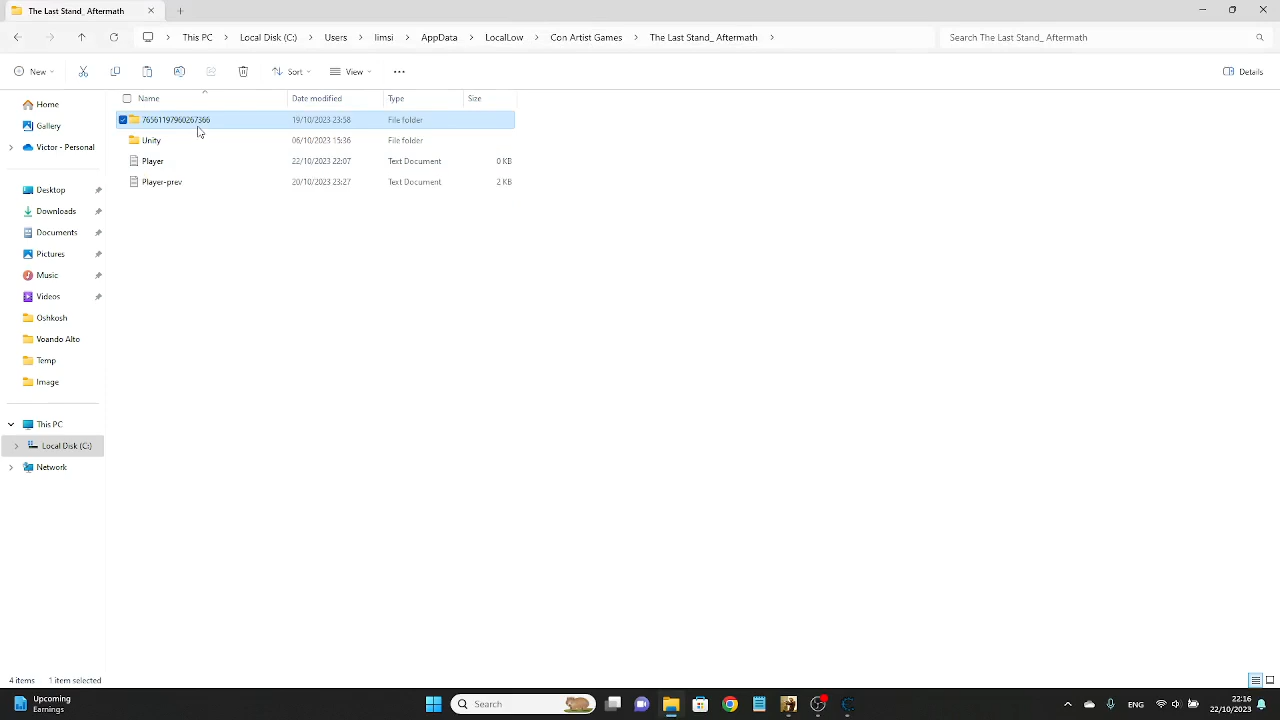 The Last Stand_ Aftermath
This PC
Local Disk (C:)
Users
limsi
AppData
LocalLow
Con Artist Games
The Last Stand_ Aftermath
Search The Last Stand_ Aftermath
New
Sort
View
Details
Name
Date modified
Type
Size
76561197960267366 19/10/2023 23:58 File folder
Unity 06/10/2023 15:36 File folder
Player 22/10/2023 22:07 Text Document 0 KB
Player-prev 20/10/2023 23:27 Text Document 2 KB
Home
Gallery
Victor - Personal
Desktop
Downloads
Documents
Pictures
Music
Videos
Oshkosh
Voando Alto
Temp
Image
This PC
Local Disk (C:)
Network
4 items
1 item selected
Upcoming
Earnings
Search
ENG
22:16
22/10/2023